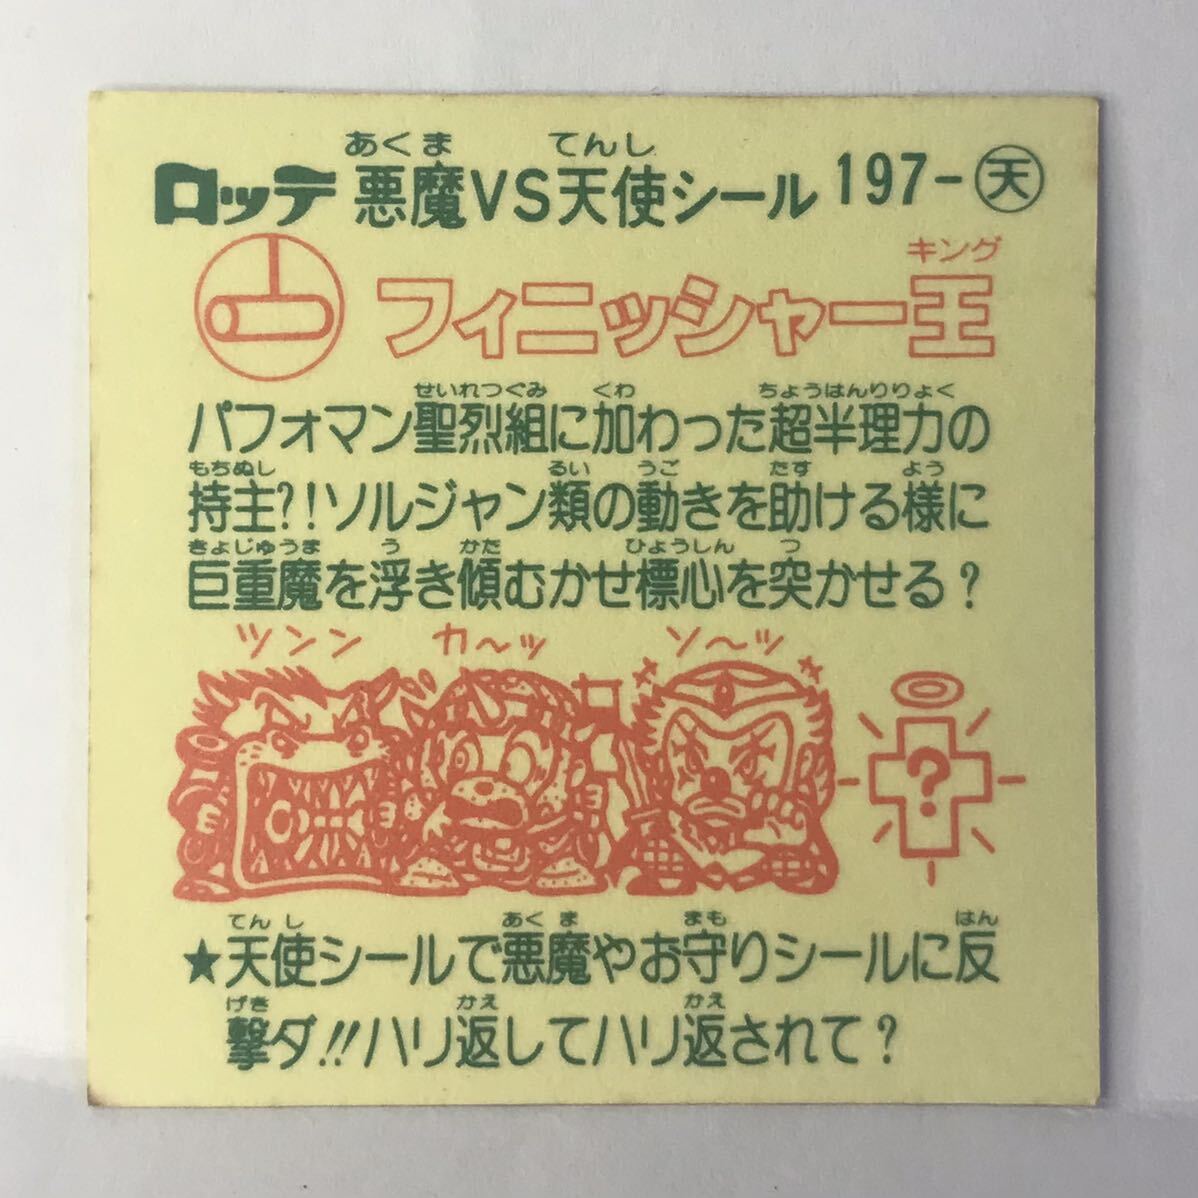 ロッテ 悪魔VS天使シール 197-天
あくま てんし
キング
フィニッシャー王
せいれつぐみ くわ ちょうはんりりょく
パフォマン聖烈組に加わった超半理力の
もちぬし るい うご たす よう
持主?!ソルジャン類の動きを助ける様に
きょじゅうま う かた ひょうしん つ
巨重魔を浮き傾むかせ標心を突かせる?
ツンン カ〜ッ ソ〜ッ
?
てんし あくま まも はん
★天使シールで悪魔やお守りシールに反
げき かえ かえ
撃ダ!!ハリ返してハリ返されて?